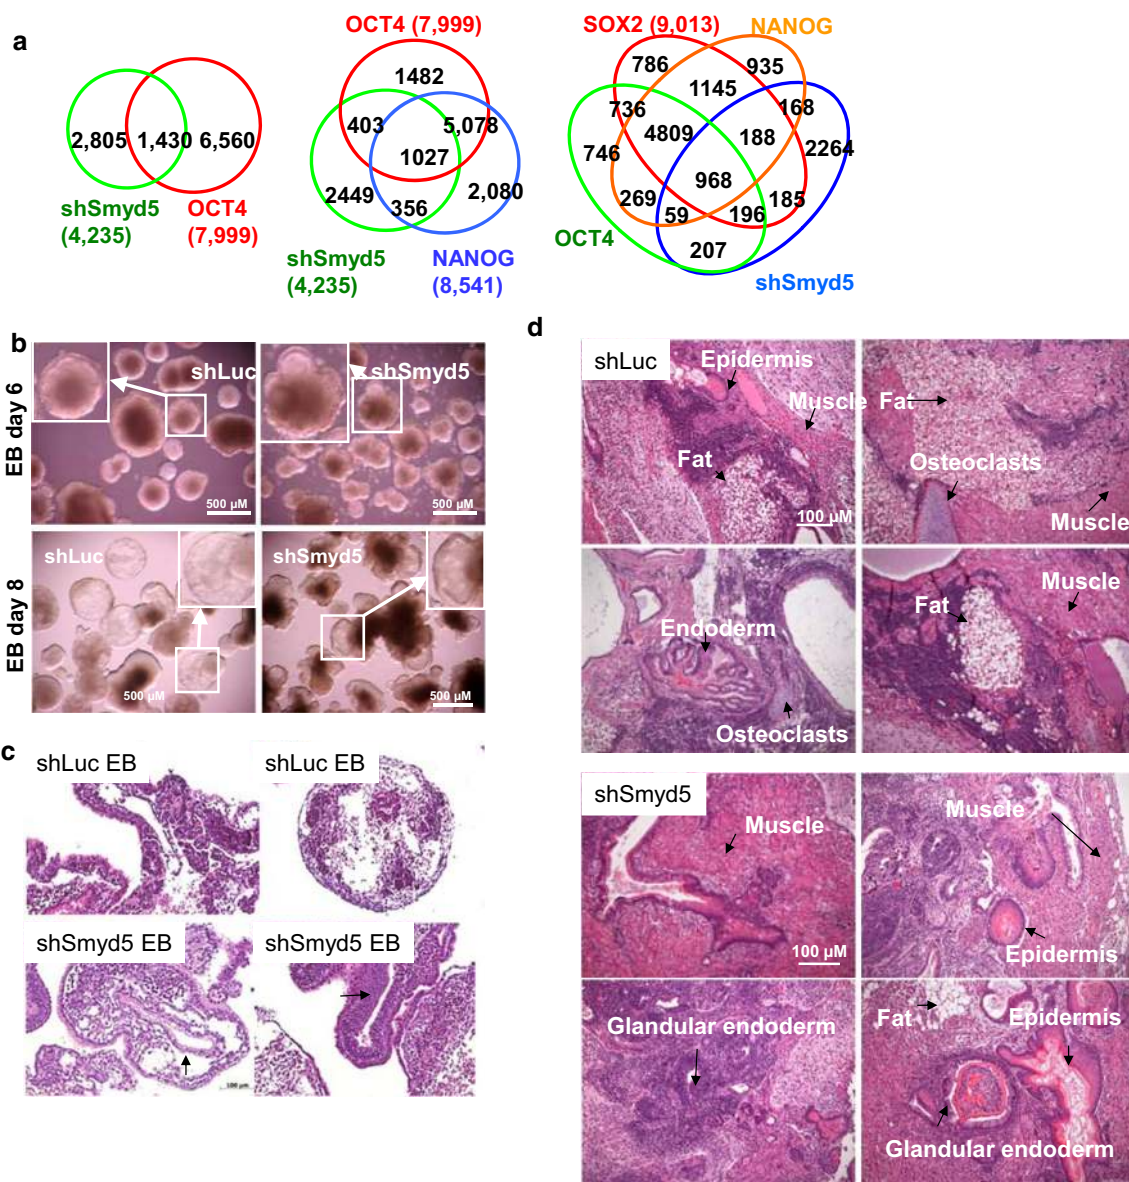 a
2,805
1,430
6,560
shSmyd5
(4,235)
OCT4
(7,999)
OCT4 (7,999)
1482
403
5,078
1027
2449
356
2,080
shSmyd5
(4,235)
NANOG
(8,541)
SOX2 (9,013)
NANOG
786
935
1145
736
168
4809
188
2264
746
968
269
59
196
185
207
OCT4
shSmyd5
b
EB day 6
shLuc
500 µM
shSmyd5
500 µM
EB day 8
shLuc
500 µM
shSmyd5
500 µM
c
shLuc EB
shLuc EB
shSmyd5 EB
100 µm
shSmyd5 EB
d
shLuc
Epidermis
Muscle
Fat
100 µM
Fat
Osteoclasts
Muscle
Endoderm
Osteoclasts
Muscle
Fat
shSmyd5
Muscle
100 µM
Muscle
Epidermis
Glandular endoderm
Fat
Epidermis
Glandular endoderm